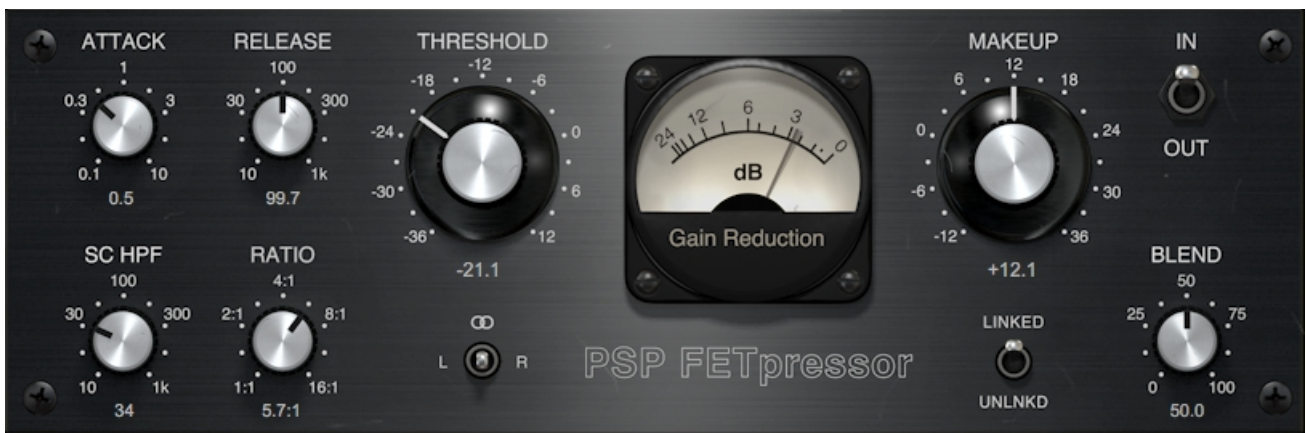 ATTACK
1
0.3
3
0.1
10
0.5
RELEASE
100
30
300
10
1k
99.7
THRESHOLD
-12
-18
-6
-24
0
-30
6
-36
12
-21.1
24
12
6
3
0
dB
Gain Reduction
MAKEUP
12
6
18
0
24
-6
30
-12
36
+12.1
IN
OUT
SC HPF
100
30
300
10
1k
34
RATIO
4:1
2:1
8:1
1:1
16:1
5.7:1
L
R
PSP FETpressor
LINKED
UNLNKD
BLEND
50
25
75
0
100
50.0